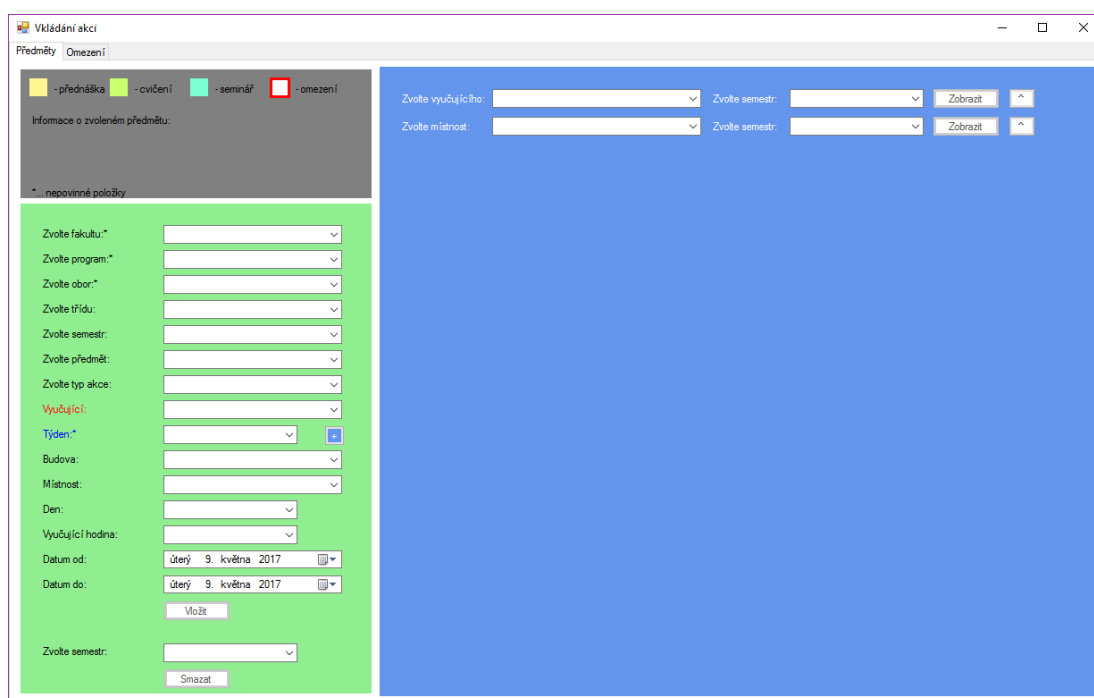 Vkládání akcí
Předměty Omezení
- přednáška - cvičení - seminář - omezení
Informace o zvoleném předmětu:
*... nepovinné položky
Zvolte fakultu:*
Zvolte program:*
Zvolte obor:*
Zvolte třídu:
Zvolte semestr:
Zvolte předmět:
Zvolte typ akce:
Vyučující:
Týden:* +
Budova:
Místnost:
Den:
Vyučující hodina:
Datum od: úterý 9. května 2017
Datum do: úterý 9. května 2017
Vložit
Zvolte semestr:
Smazat
Zvolte vyučujícího: Zvolte semestr: Zobrazit ^
Zvolte místnost: Zvolte semestr: Zobrazit ^